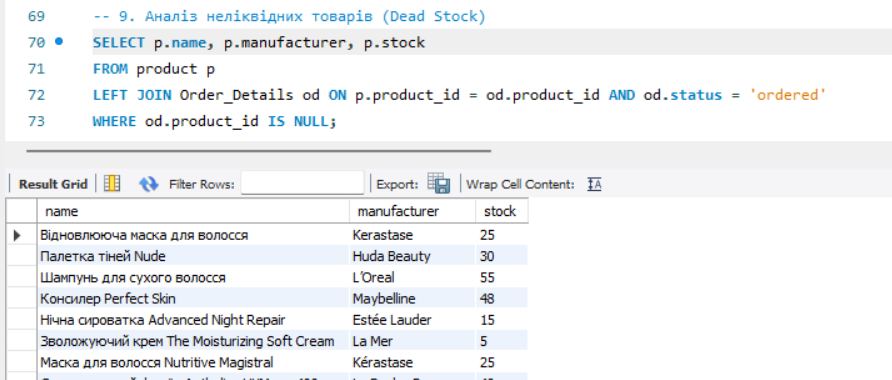 69 -- 9. Аналіз неліквідних товарів (Dead Stock)
70 SELECT p.name, p.manufacturer, p.stock
71 FROM product p
72 LEFT JOIN Order_Details od ON p.product_id = od.product_id AND od.status = 'ordered'
73 WHERE od.product_id IS NULL;
Result Grid Filter Rows: Export: Wrap Cell Content: IA
name manufacturer stock
Відновлююча маска для волосся Kerastase 25
Палетка тіней Nude Huda Beauty 30
Шампунь для сухого волосся L'Oreal 55
Консилер Perfect Skin Maybelline 48
Нічна сироватка Advanced Night Repair Estée Lauder 15
Зволожуючий крем The Moisturizing Soft Cream La Mer 5
Маска для волосся Nutritive Magistral Kérastase 25